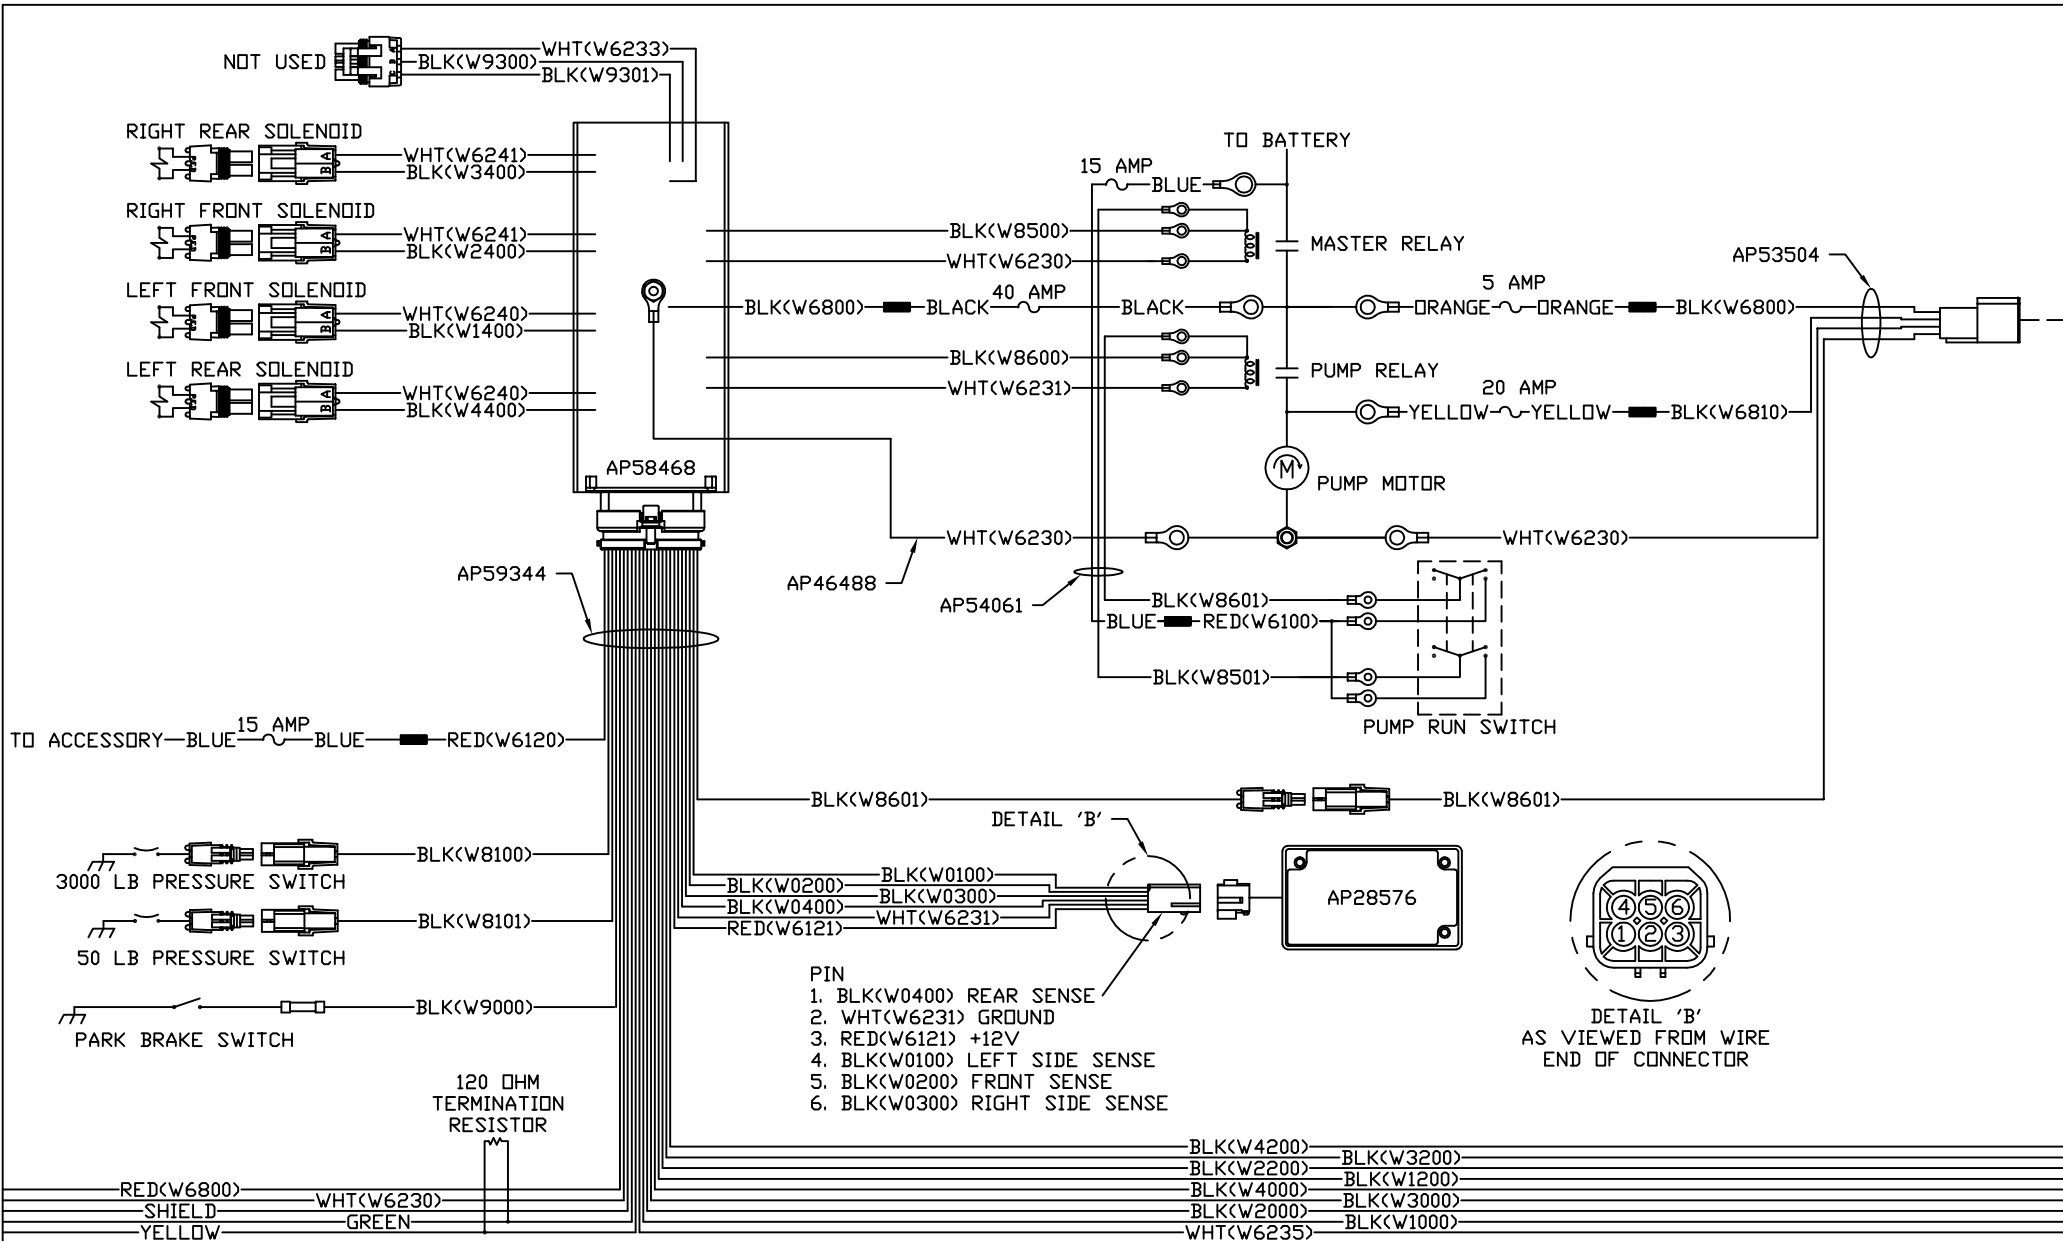 NOT USED
WHT(W6233)
BLK(W9300)
BLK(W9301)
RIGHT REAR SOLENOID
A
B
WHT(W6241)
BLK(W3400)
RIGHT FRONT SOLENOID
A
B
WHT(W6241)
BLK(W2400)
LEFT FRONT SOLENOID
A
B
WHT(W6240)
BLK(W1400)
LEFT REAR SOLENOID
A
B
WHT(W6240)
BLK(W4400)
AP58468
TO BATTERY
15 AMP
BLUE
BLK(W8500)
WHT(W6230)
MASTER RELAY
BLK(W6800)
BLACK
40 AMP
BLACK
5 AMP
ORANGE
ORANGE
BLK(W6800)
AP53504
BLK(W8600)
WHT(W6231)
PUMP RELAY
20 AMP
YELLOW
YELLOW
BLK(W6810)
M
PUMP MOTOR
WHT(W6230)
WHT(W6230)
AP59344
AP46488
AP54061
BLK(W8601)
BLUE
RED(W6100)
BLK(W8501)
PUMP RUN SWITCH
TO ACCESSORY
BLUE
15 AMP
BLUE
RED(W6120)
BLK(W8601)
BLK(W8601)
3000 LB PRESSURE SWITCH
BLK(W8100)
50 LB PRESSURE SWITCH
BLK(W8101)
PARK BRAKE SWITCH
BLK(W9000)
DETAIL 'B'
BLK(W0100)
BLK(W0200)
BLK(W0300)
BLK(W0400)
WHT(W6231)
RED(W6121)
AP28576
PIN
1. BLK(W0400) REAR SENSE
2. WHT(W6231) GROUND
3. RED(W6121) +12V
4. BLK(W0100) LEFT SIDE SENSE
5. BLK(W0200) FRONT SENSE
6. BLK(W0300) RIGHT SIDE SENSE
4 5 6
1 2 3
DETAIL 'B'
AS VIEWED FROM WIRE
END OF CONNECTOR
120 OHM
TERMINATION
RESISTOR
RED(W6800)
WHT(W6230)
SHIELD
GREEN
YELLOW
BLK(W4200)
BLK(W3200)
BLK(W2200)
BLK(W1200)
BLK(W4000)
BLK(W3000)
BLK(W2000)
BLK(W1000)
WHT(W6235)